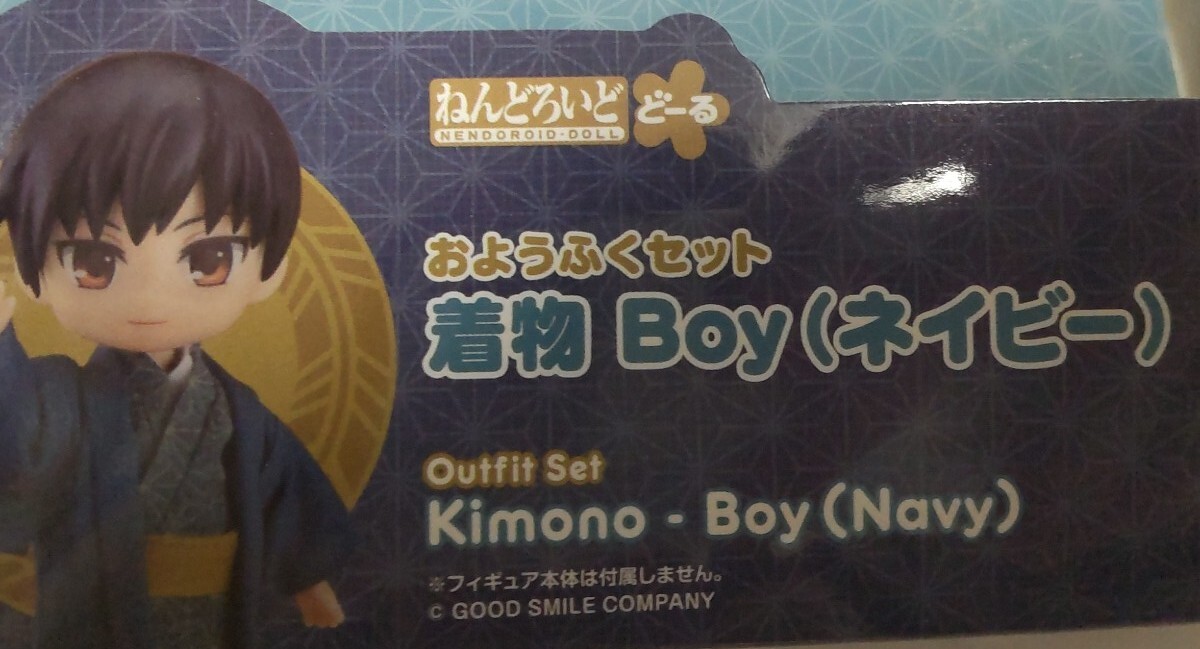 ねんどろいど
どーる
NENDOROID·DOLL
おようふくセット
着物 Boy(ネイビー)
Outfit Set
Kimono - Boy(Navy)
※フィギュア本体は付属しません。
© GOOD SMILE COMPANY